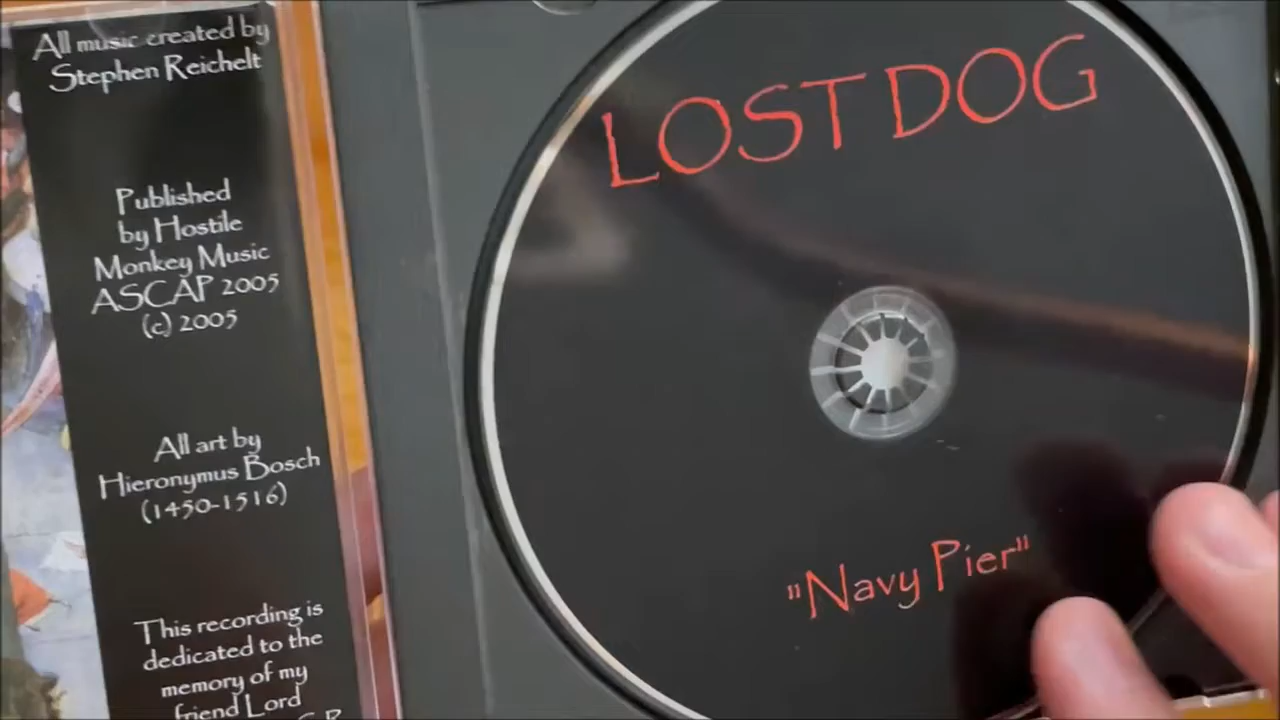 All music created by
Stephen Reichelt
Published
by Hostile
Monkey Music
ASCAP 2005
(c) 2005
All art by
Hieronymus Bosch
(1450-1516)
This recording is
dedicated to the
memory of my
friend Lord
LOST DOG
"Navy Pier"